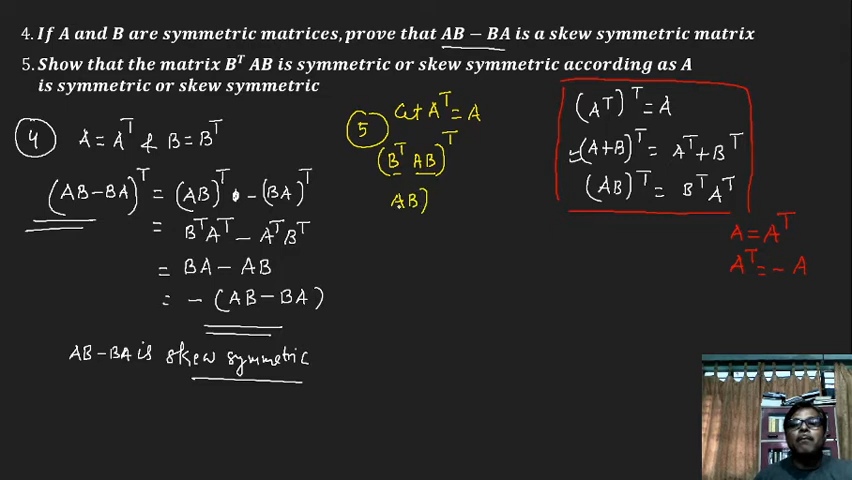 4. If A and B are symmetric matrices, prove that AB − BA is a skew symmetric matrix
5. Show that the matrix Bᵀ AB is symmetric or skew symmetric according as A
is symmetric or skew symmetric
4 A = Aᵀ & B = Bᵀ
(AB-BA)ᵀ = (AB)ᵀ - (BA)ᵀ
= BᵀAᵀ - AᵀBᵀ
= BA - AB
= - (AB - BA)
AB-BA is skew symmetric
5 Let Aᵀ = A
(Bᵀ AB)ᵀ
AB)
(Aᵀ)ᵀ = A
(A+B)ᵀ = Aᵀ+Bᵀ
(AB)ᵀ = BᵀAᵀ
A = Aᵀ
Aᵀ = - A